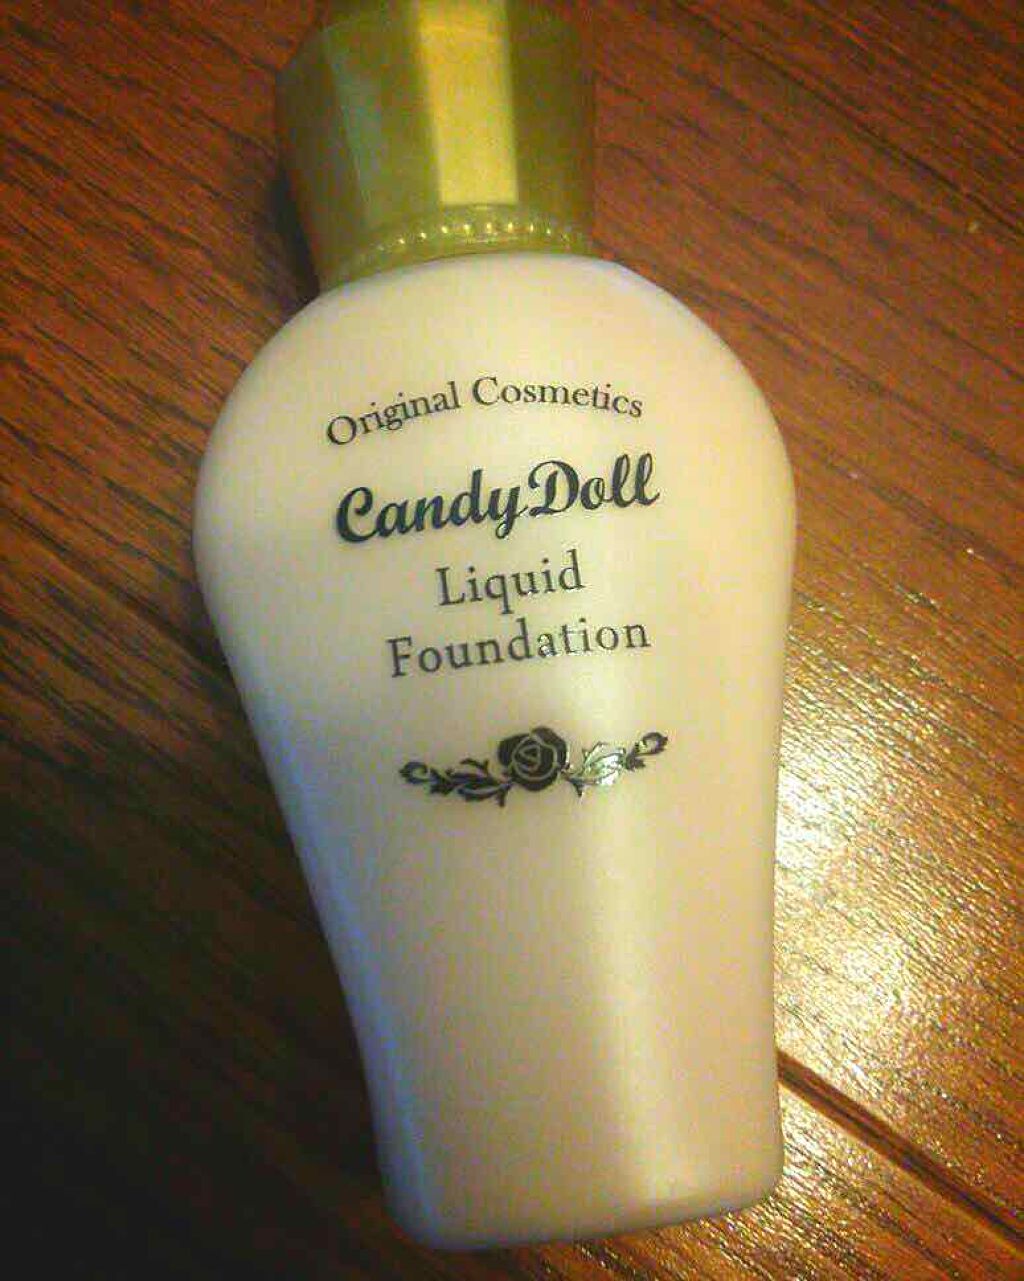 Original Cosmetics
CandyDoll
Liquid
Foundation